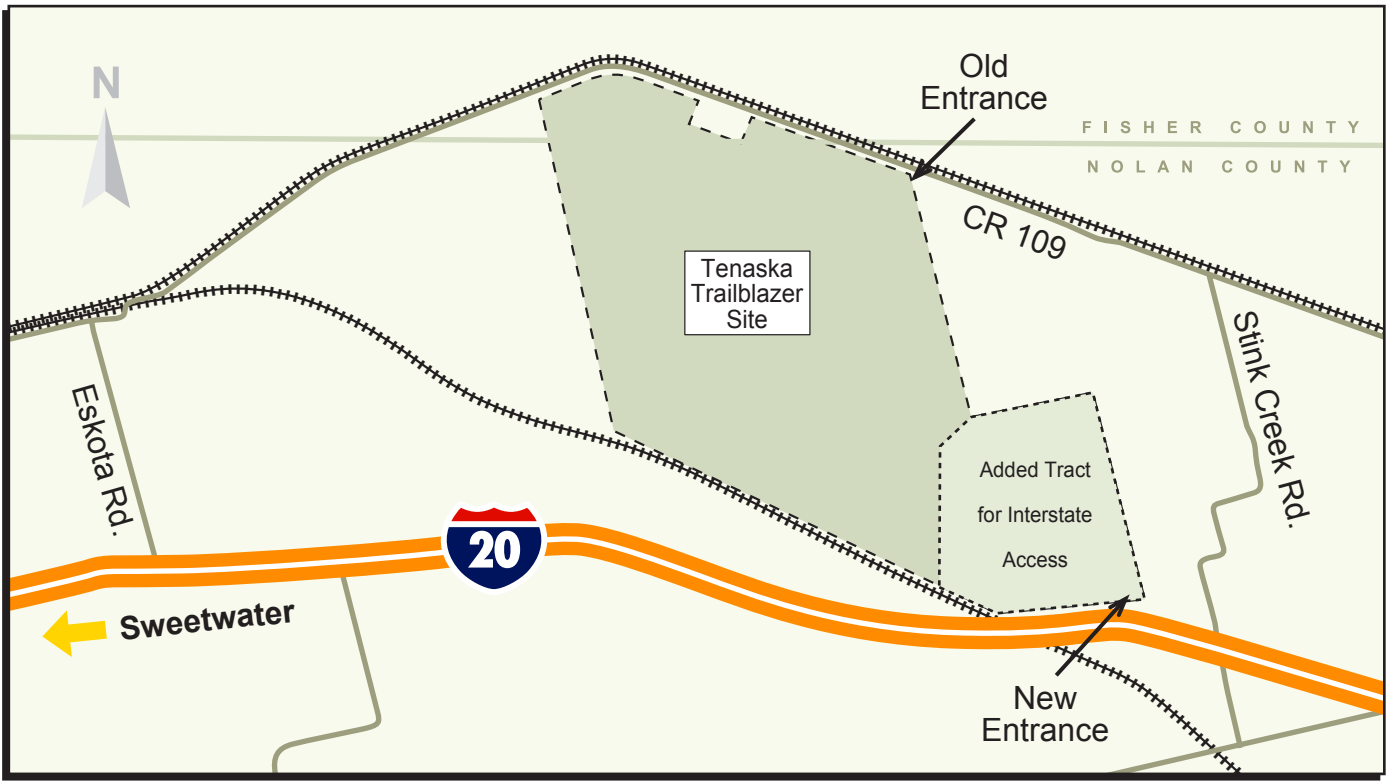 N
Old
Entrance
FISHER COUNTY
NOLAN COUNTY
CR 109
Tenaska
Trailblazer
Site
Stink Creek Rd.
Eskota Rd.
Added Tract
for Interstate
Access
20
Sweetwater
New
Entrance